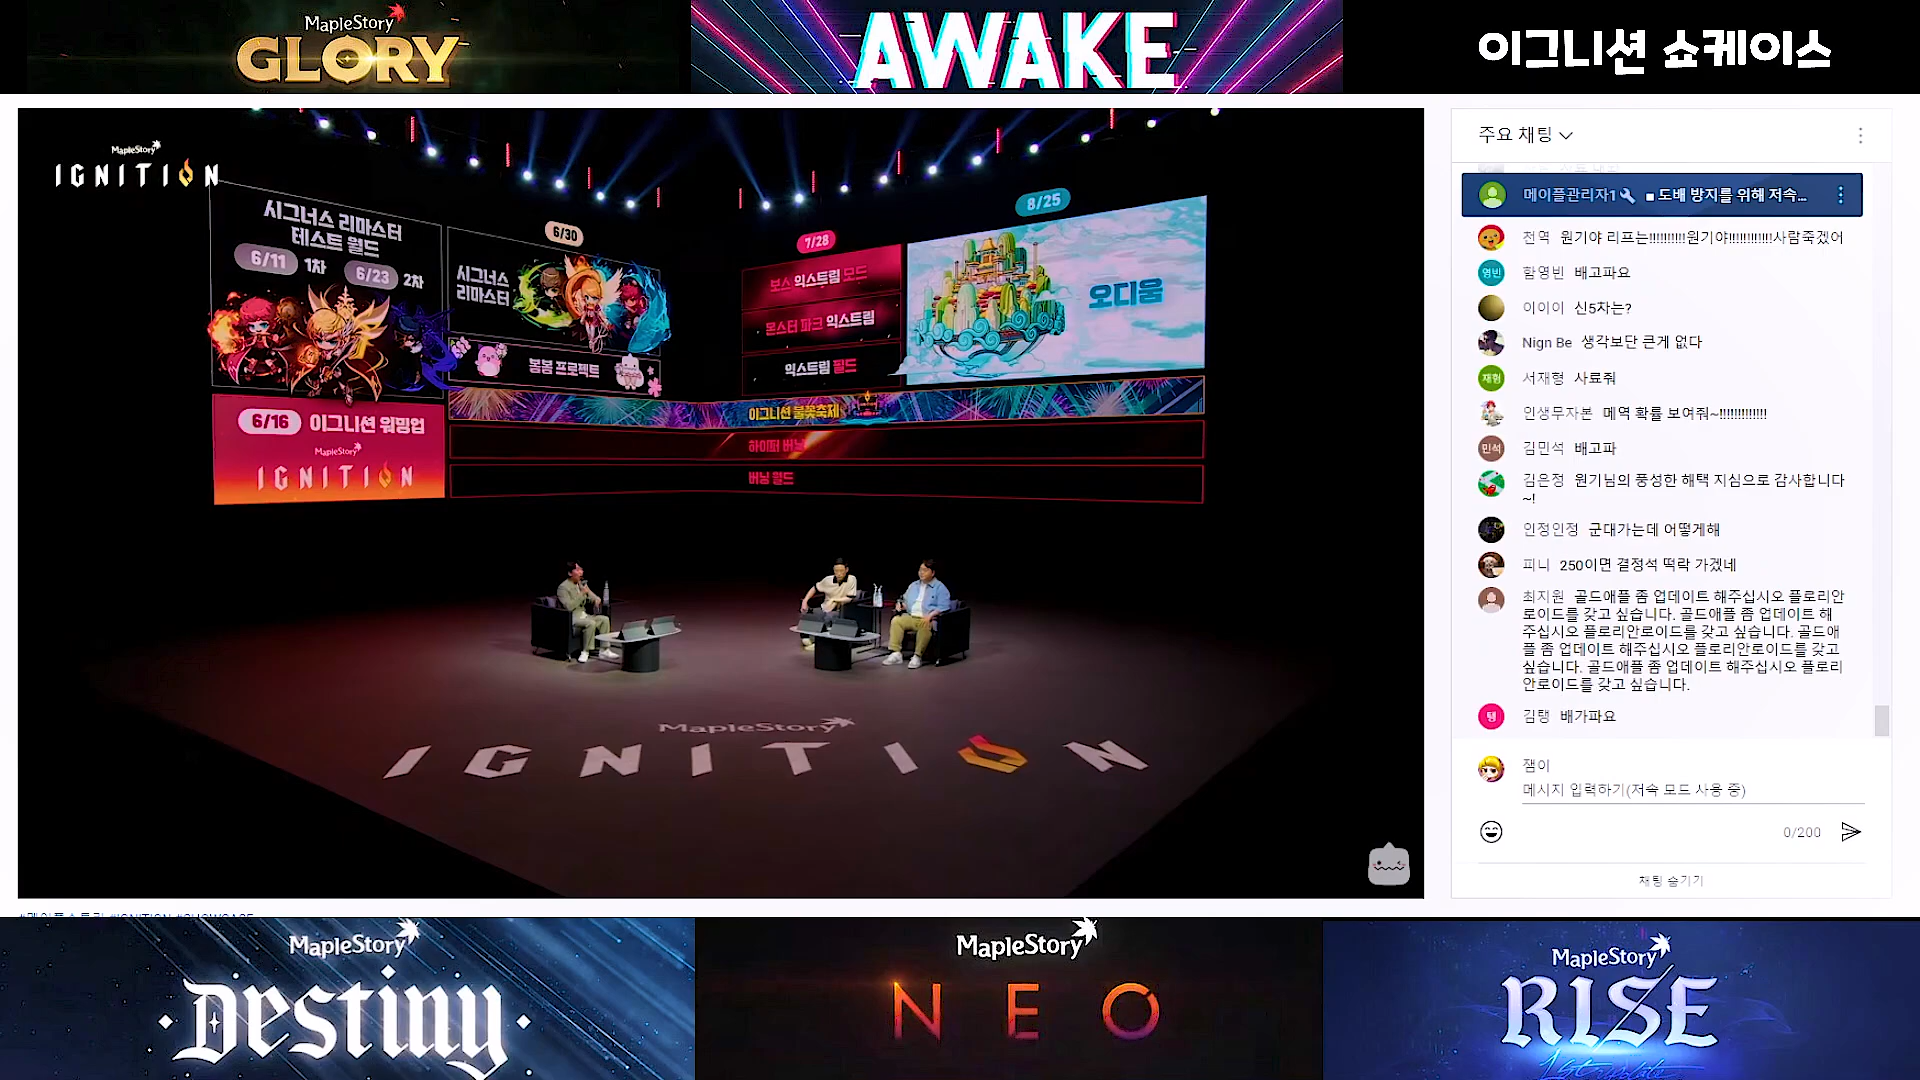 MapleStory
GLORY
AWAKE
이그니션 쇼케이스
MapleStory
IGNITION
시그너스 리마스터
테스트 월드
6/11 1차
6/23 2차
6/30
시그너스
리마스터
봄봄 프로젝트
7/28
보스 익스트림 모드
몬스터 파크 익스트림
익스트림 필드
8/25
오디움
6/16 이그니션 워밍업
MapleStory
IGNITION
이그니션 불꽃축제
하이퍼 버닝
버닝 월드
MapleStory
IGNITION
주요 채팅
메이플관리자1 ■ 도배 방지를 위해 저속...
천역 원기야 리프는!!!!!!!!!!!원기야!!!!!!!!!!!!!사람죽겠어
영빈
함영빈 배고파요
이이이 신5차는?
Nign Be 생각보단 큰게 없다
재형
서재형 사료줘
인생무자본 메역 확률 보여줘~!!!!!!!!!!!!!
민석
김민석 배고파
김은정 원기님의 풍성한 해택 지심으로 감사합니다
~!
인정인정 군대가는데 어떻게해
피니 250이면 결정석 떡락 가겠네
최지원 골드애플 좀 업데이트 해주십시오 플로리안
로이드를 갖고 싶습니다. 골드애플 좀 업데이트 해
주십시오 플로리안로이드를 갖고 싶습니다. 골드애
플 좀 업데이트 해주십시오 플로리안로이드를 갖고
싶습니다. 골드애플 좀 업데이트 해주십시오 플로리
안로이드를 갖고 싶습니다.
탱
김탱 배가파요
잼이
메시지 입력하기(저속 모드 사용 중)
0/200
채팅 숨기기
MapleStory
DESTINY
MapleStory
NEO
MapleStory
RISE
1st update